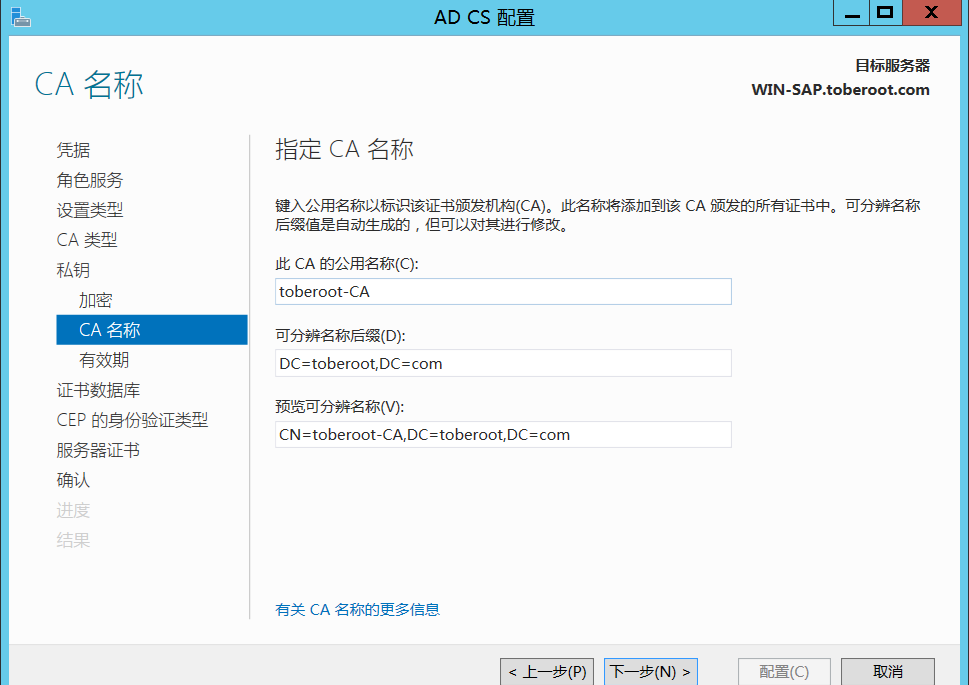 AD CS 配置
CA 名称
目标服务器
WIN-SAP.toberoot.com
凭据
角色服务
设置类型
CA 类型
私钥
加密
CA 名称
有效期
证书数据库
CEP 的身份验证类型
服务器证书
确认
进度
结果
指定 CA 名称
键入公用名称以标识该证书颁发机构(CA)。此名称将添加到该 CA 颁发的所有证书中。可分辨名称
后缀值是自动生成的，但可以对其进行修改。
此 CA 的公用名称(C):
toberoot-CA
可分辨名称后缀(D):
DC=toberoot,DC=com
预览可分辨名称(V):
CN=toberoot-CA,DC=toberoot,DC=com
有关 CA 名称的更多信息
< 上一步(P)
下一步(N) >
配置(C)
取消